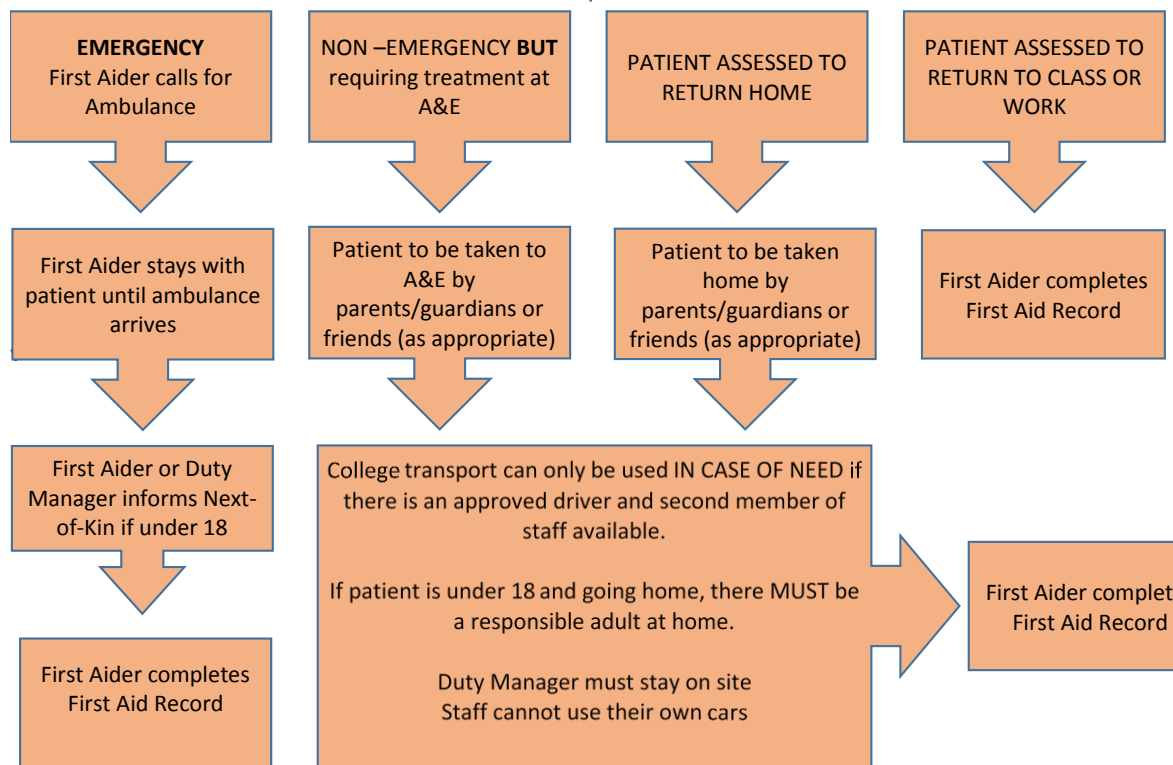 EMERGENCY
First Aider calls for
Ambulance
NON –EMERGENCY BUT
requiring treatment at
A&E
PATIENT ASSESSED TO
RETURN HOME
PATIENT ASSESSED TO
RETURN TO CLASS OR
WORK
First Aider stays with
patient until ambulance
arrives
Patient to be taken to
A&E by
parents/guardians or
friends (as appropriate)
Patient to be taken
home by
parents/guardians or
friends (as appropriate)
First Aider completes
First Aid Record
First Aider or Duty
Manager informs Next-
of-Kin if under 18
College transport can only be used IN CASE OF NEED if
there is an approved driver and second member of
staff available.
If patient is under 18 and going home, there MUST be
a responsible adult at home.
Duty Manager must stay on site
Staff cannot use their own cars
First Aider complet
First Aid Record
First Aider completes
First Aid Record